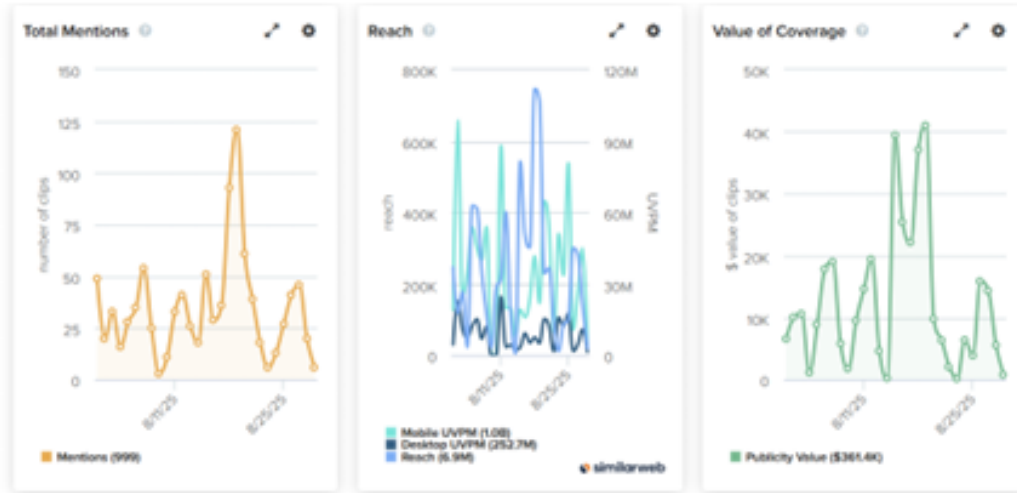 Total Mentions
150
125
100
75
50
25
0
number of clips
8/11/25
8/25/25
Mentions (999)
Reach
800K
600K
400K
200K
0
reach
120M
90M
60M
30M
0
UVPM
8/11/25
8/25/25
Mobile UVPM (1.0B)
Desktop UVPM (252.7M)
Reach (6.9M)
similarweb
Value of Coverage
50K
40K
30K
20K
10K
0
$ value of clips
8/11/25
8/25/25
Publicity Value ($361.4K)